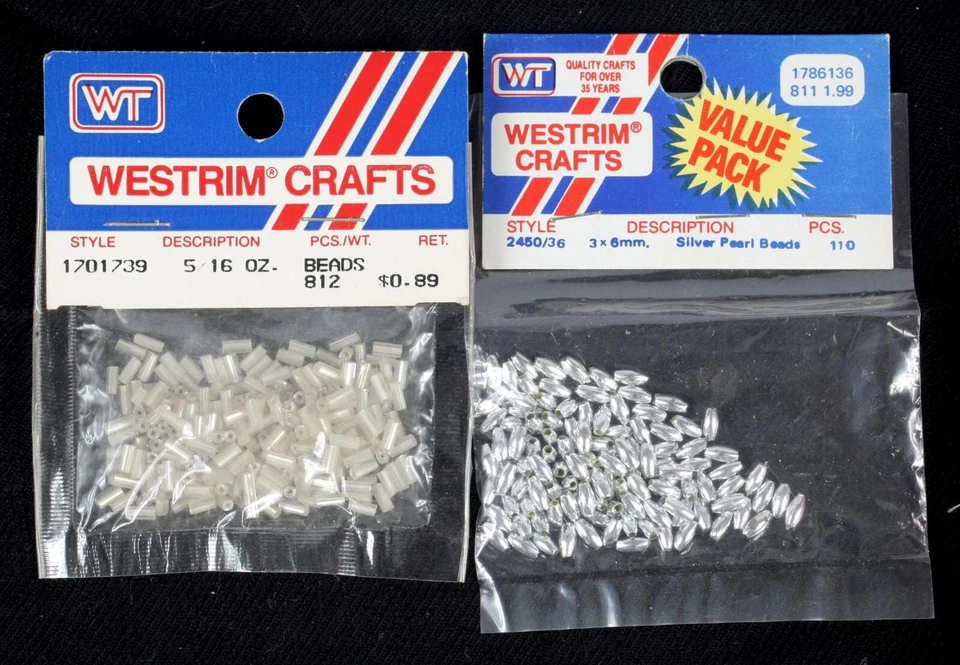 WT
WESTRIM® CRAFTS
STYLE DESCRIPTION PCS./WT. RET.
1701739 5/16 OZ. BEADS
812 $0.89
WT
QUALITY CRAFTS
FOR OVER
35 YEARS
1786136
811 1.99
WESTRIM®
CRAFTS
VALUE
PACK
STYLE DESCRIPTION PCS.
2450/36 3×6mm. Silver Pearl Beads 110